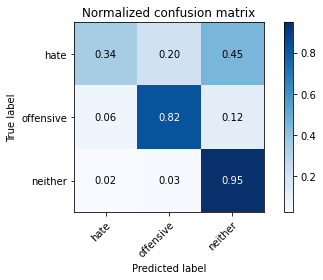 Normalized confusion matrix
True label
hate
0.34 0.20 0.45
offensive
0.06 0.82 0.12
neither
0.02 0.03 0.95
hate
offensive
neither
Predicted label
0.8
0.6
0.4
0.2